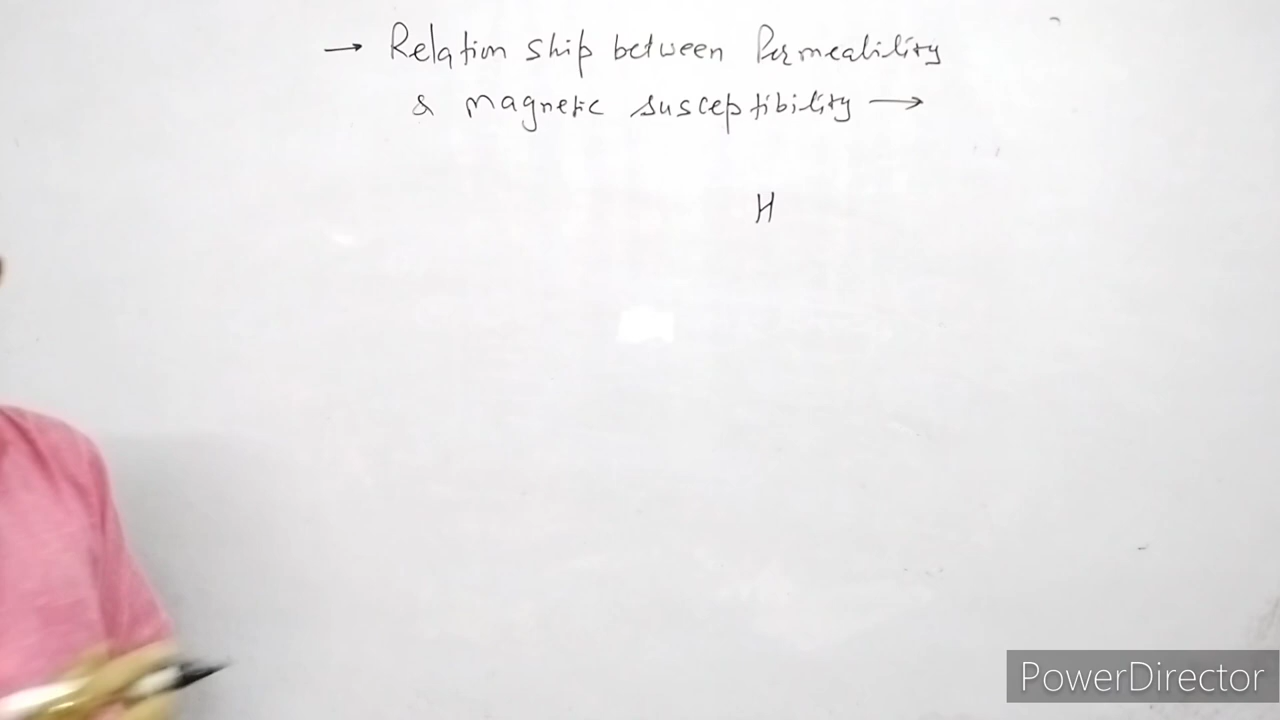 → Relation ship between Permeability
& magnetic susceptibility →
H
PowerDirector